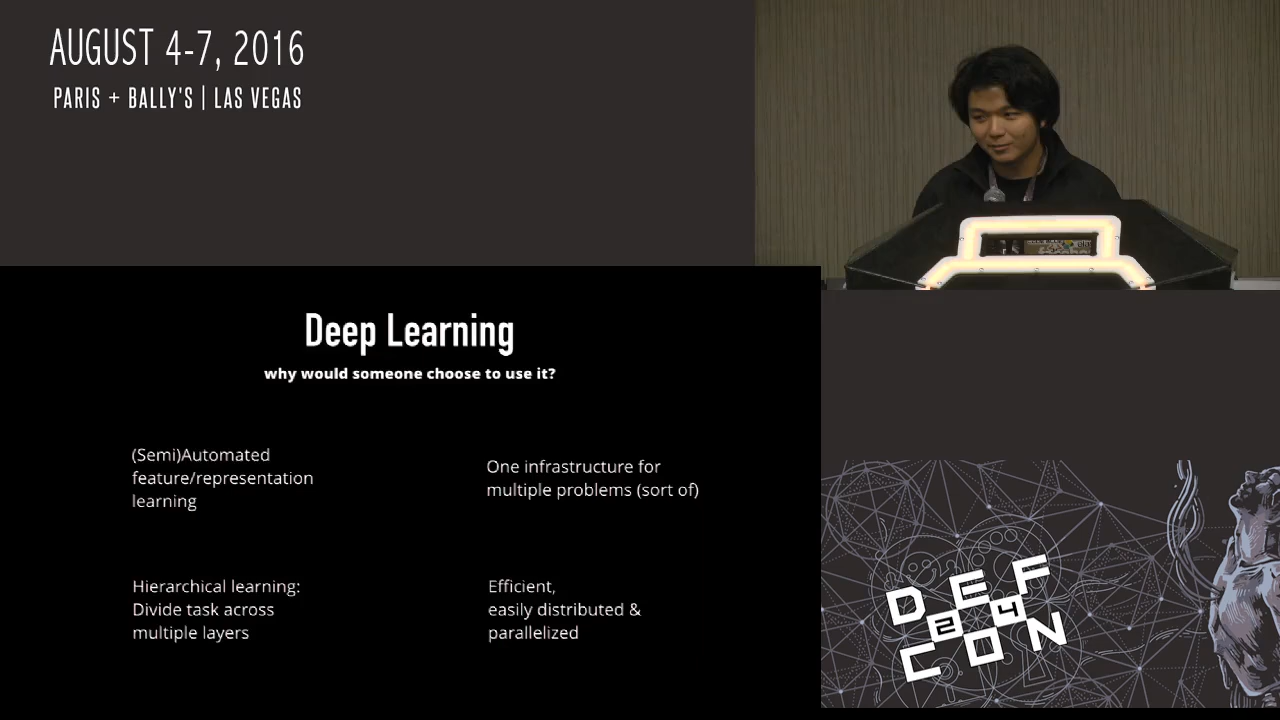 AUGUST 4-7, 2016
PARIS + BALLY'S | LAS VEGAS
Deep Learning
why would someone choose to use it?
(Semi)Automated
feature/representation
learning
One infrastructure for
multiple problems (sort of)
Hierarchical learning:
Divide task across
multiple layers
Efficient,
easily distributed &
parallelized
DEF
24
CON